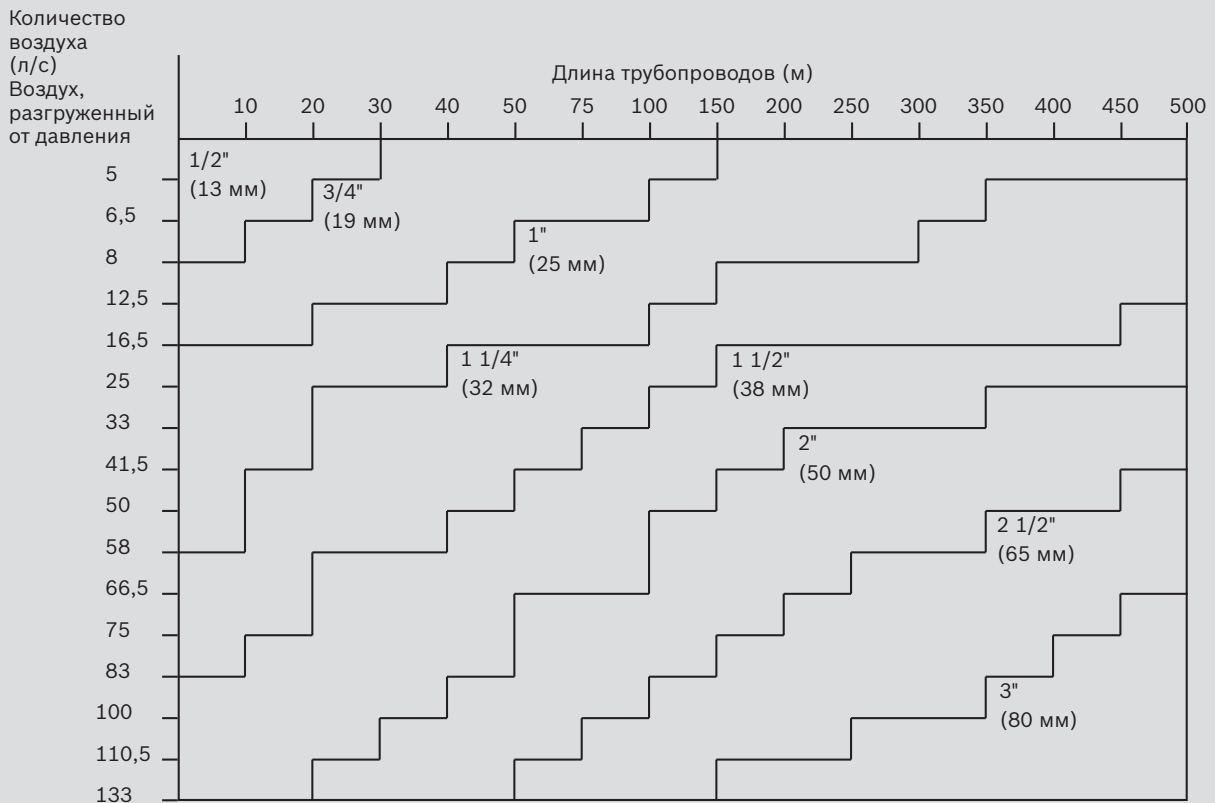 Количество
воздуха
(л/с)
Воздух,
разгруженный
от давления
Длина трубопроводов (м)
10 20 30 40 50 75 100 150 200 250 300 350 400 450 500
1/2"
(13 мм)
3/4"
(19 мм)
1"
(25 мм)
1 1/4"
(32 мм)
1 1/2"
(38 мм)
2"
(50 мм)
2 1/2"
(65 мм)
3"
(80 мм)
5
6,5
8
12,5
16,5
25
33
41,5
50
58
66,5
75
83
100
110,5
133